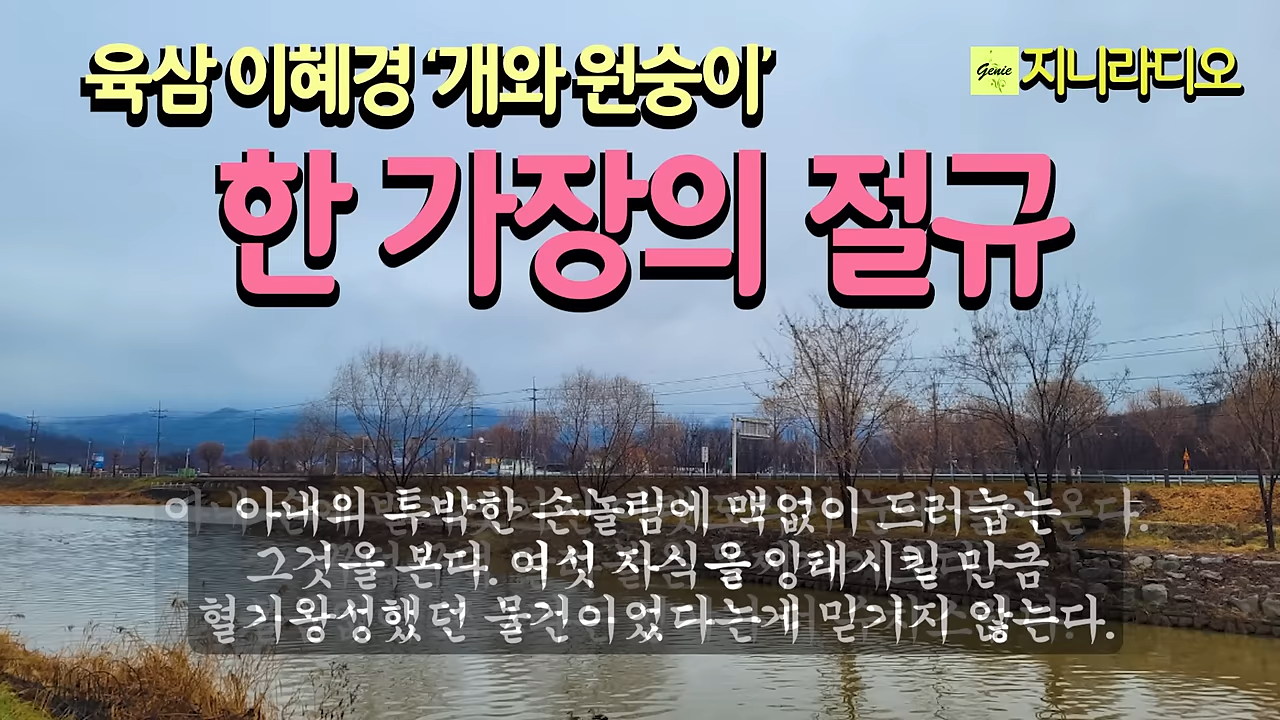 육삼 이혜경 ‘개와 원숭이’
Genie 지니라디오
한 가장의 절규
아내의 투박한 손놀림에 맥없이 드러눕는
그것을 본다. 여섯 자식을 잉태시킬 만큼
혈기왕성했던 물건이었다는게 믿기지 않는다.